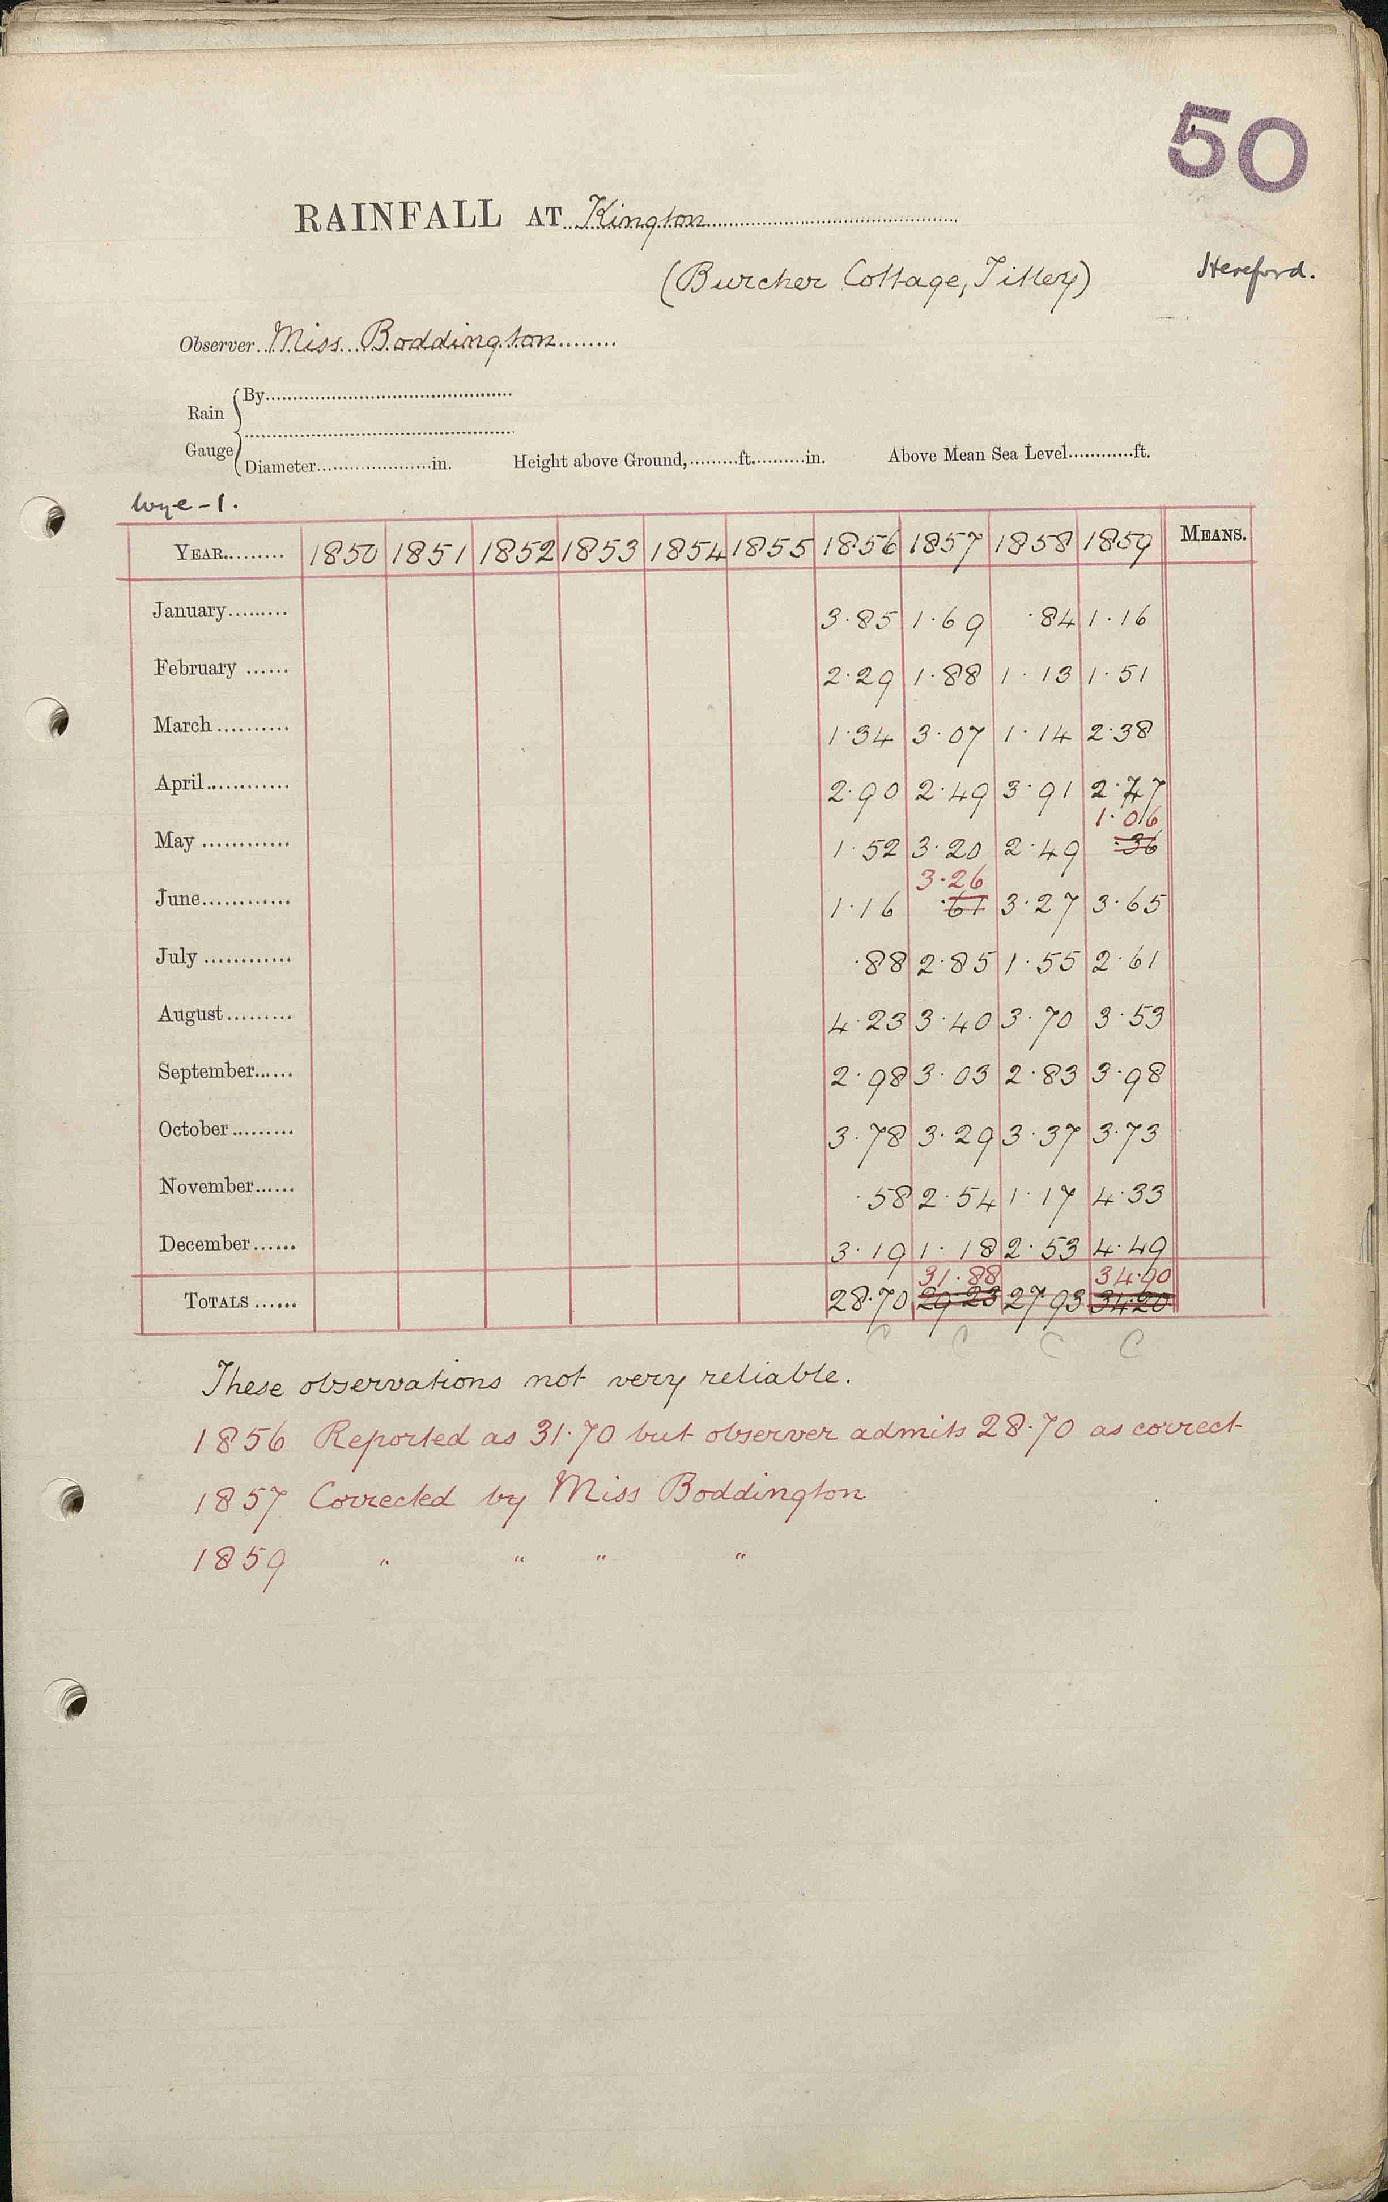 50
RAINFALL AT Kington
(Burcher Cottage, Titley)
Hereford.
Observer Miss Boddington
Rain Gauge { By
Diameter in. Height above Ground, ft. in. Above Mean Sea Level ft.
Wye-1.
YEAR 1850 1851 1852 1853 1854 1855 1856 1857 1858 1859 MEANS.
January 3.85 1.69 .84 1.16
February 2.29 1.88 1.13 1.51
March 1.34 3.07 1.14 2.38
April 2.90 2.49 3.91 2.47
1.06
May 1.52 3.20 2.49 .36
3.26
June 1.16 .61 3.27 3.65
July .88 2.85 1.55 2.61
August 4.23 3.40 3.70 3.53
September 2.98 3.03 2.83 3.98
October 3.78 3.29 3.37 3.73
November .58 2.54 1.17 4.33
December 3.19 1.18 2.53 4.49
31.88 34.90
TOTALS 28.70 29.23 27.93 34.20
C C C C
These observations not very reliable.
1856 Reported as 31.70 but observer admits 28.70 as correct
1857 Corrected by Miss Boddington
1859 " " " "